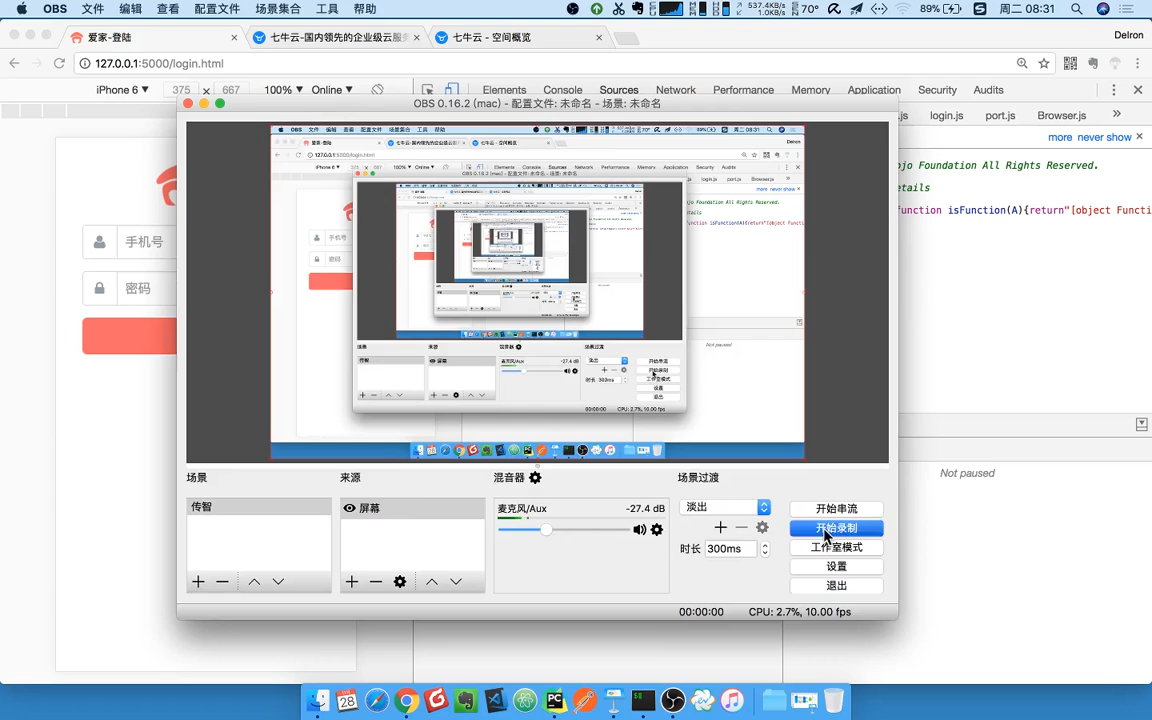 OBS 文件 编辑 查看 配置文件 场景集合 工具 帮助 537.4KB/s 1.0KB/s 70° 89% 周二 08:31
爱家-登陆 七牛云-国内领先的企业级云服务 七牛云 - 空间概览 Delron
127.0.0.1:5000/login.html
iPhone 6 375 × 667 100% Online Elements Console Sources Network Performance Memory Application Security Audits
OBS 0.16.2 (mac) - 配置文件: 未命名 - 场景: 未命名
.js login.js port.js Browser.js
more never show
ojo Foundation All Rights Reserved.
etails
function isFunction(A){return"[object Functi
手机号
密码
Not paused
场景 来源 混音器 场景过渡
传智 屏幕 麦克风/Aux -27.4 dB 淡出 开始串流
开始录制
时长 300ms 工作室模式
设置
退出
00:00:00 CPU: 2.7%, 10.00 fps